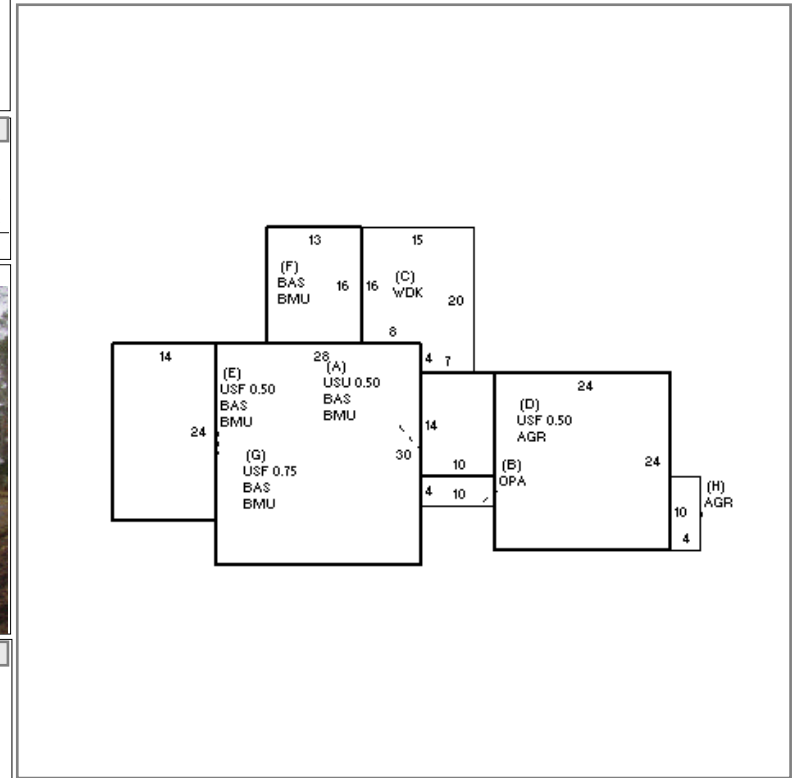 13
15
(F)
BAS
BMU
16
16
(C)
WDK
20
8
4
7
14
28
(A)
USU 0.50
BAS
BMU
(E)
USF 0.50
BAS
BMU
24
(G)
USF 0.75
BAS
BMU
30
14
10
(B)
OPA
4
10
24
(D)
USF 0.50
AGR
24
(H)
AGR
10
4